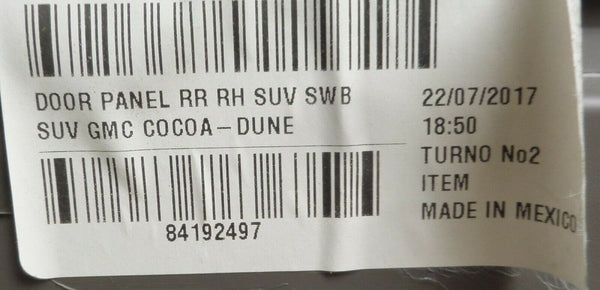 DOOR PANEL RR RH SUV SWB
SUV GMC COCOA-DUNE
84192497
22/07/2017
18:50
TURNO No2
ITEM
MADE IN MEXICO